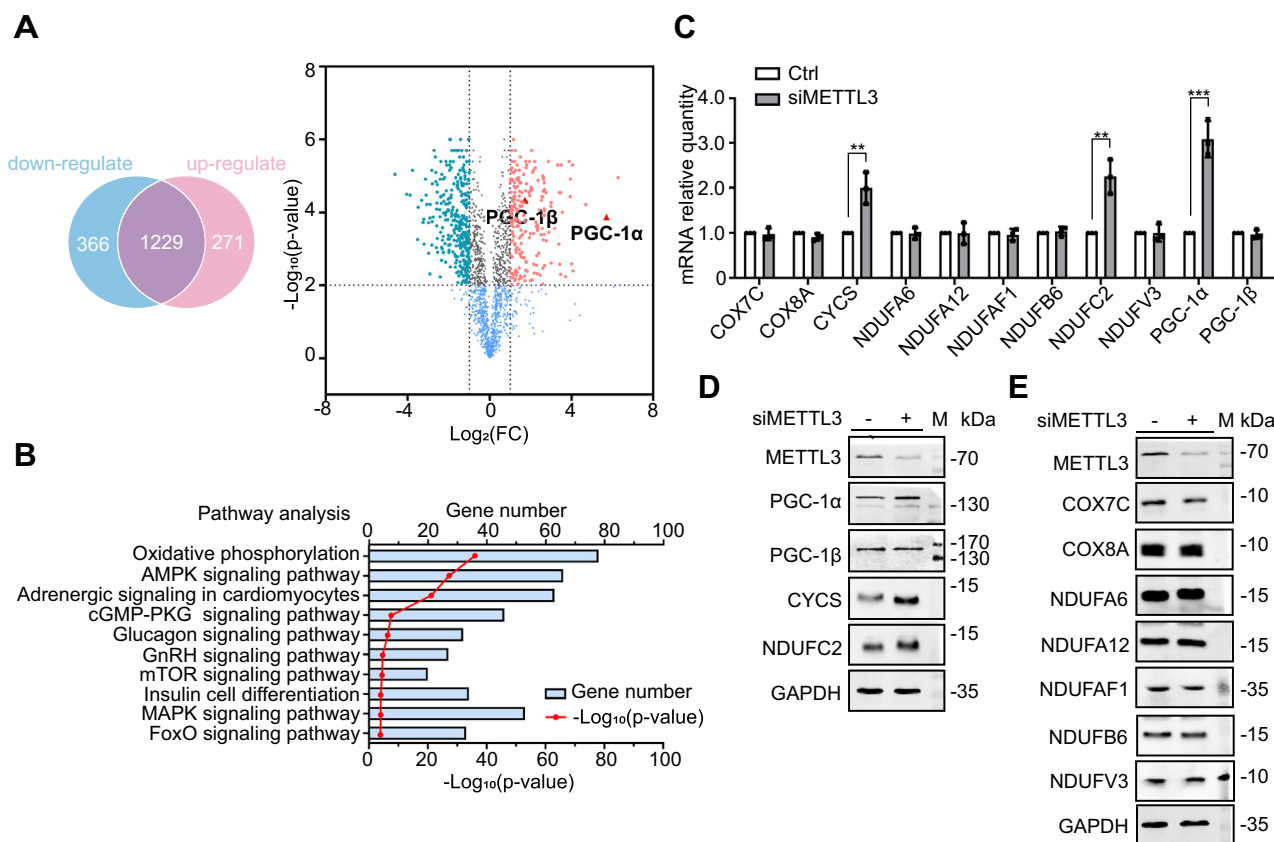 A
down-regulate
up-regulate
366
1229
271
-Log₁₀(p-value)
8
6
4
2
0
PGC-1β
PGC-1α
-8
-4
0
4
8
Log₂(FC)
B
Pathway analysis
Gene number
0
20
40
60
80
100
Oxidative phosphorylation
AMPK signaling pathway
Adrenergic signaling in cardiomyocytes
cGMP-PKG signaling pathway
Glucagon signaling pathway
GnRH signaling pathway
mTOR signaling pathway
Insulin cell differentiation
MAPK signaling pathway
FoxO signaling pathway
Gene number
-Log₁₀(p-value)
0
20
40
60
80
100
-Log₁₀(p-value)
C
Ctrl
siMETTL3
mRNA relative quantity
4.0
3.0
2.0
1.0
0
**
**
***
COX7C
COX8A
CYCS
NDUFA6
NDUFA12
NDUFAF1
NDUFB6
NDUFC2
NDUFV3
PGC-1α
PGC-1β
D
siMETTL3 - + M kDa
METTL3 -70
PGC-1α -130
PGC-1β -170
-130
CYCS -15
NDUFC2 -15
GAPDH -35
E
siMETTL3 - + M kDa
METTL3 -70
COX7C -10
COX8A -10
NDUFA6 -15
NDUFA12 -15
NDUFAF1 -35
NDUFB6 -15
NDUFV3 -10
GAPDH -35